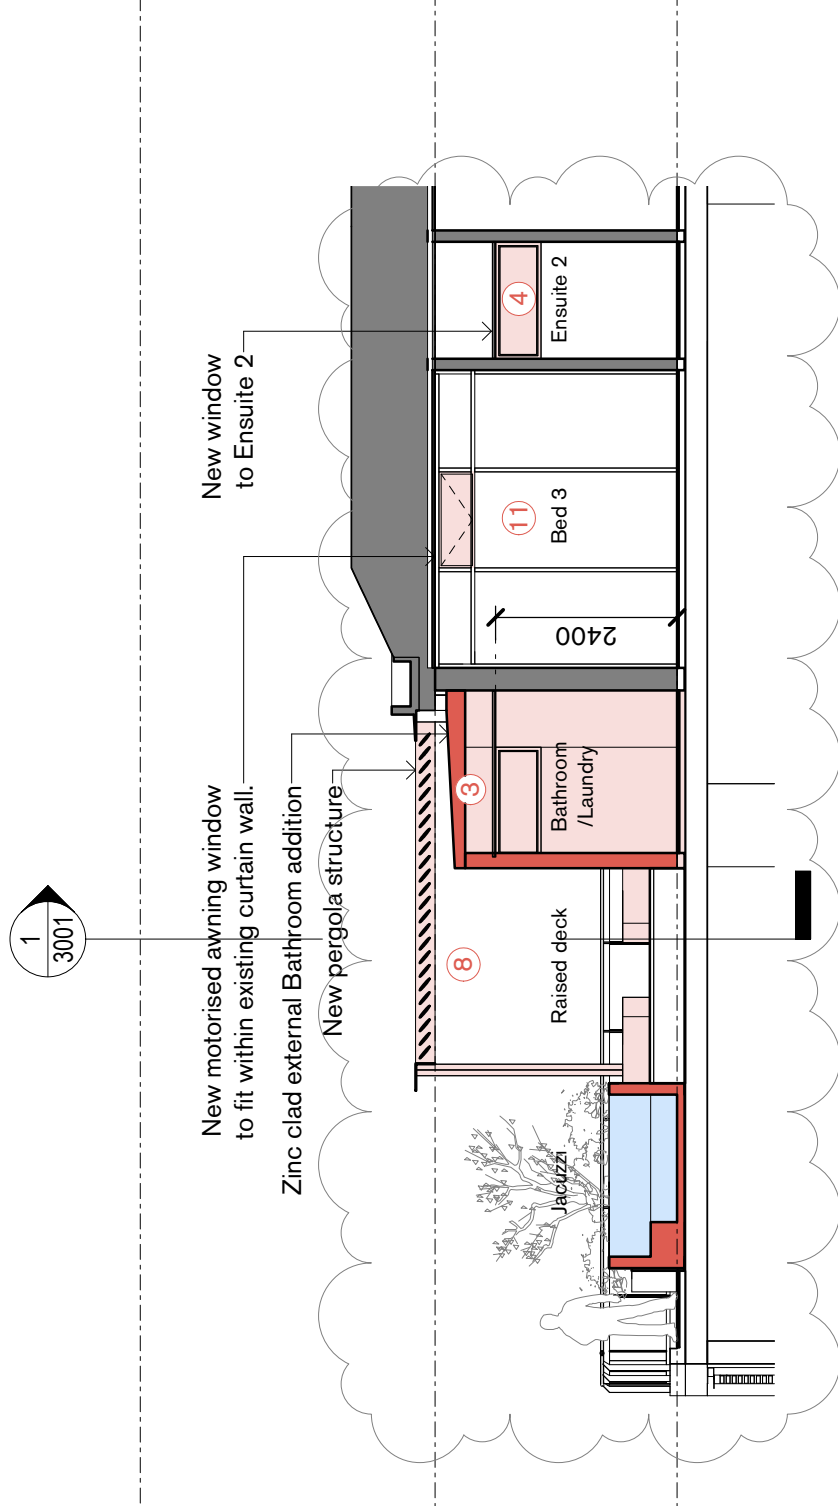 1
3001
New motorised awning window
to fit within existing curtain wall.
Zinc clad external Bathroom addition
New pergola structure
New window
to Ensuite 2
8
3
11
4
2400
Jacuzzi
Raised deck
Bathroom
/Laundry
Bed 3
Ensuite 2